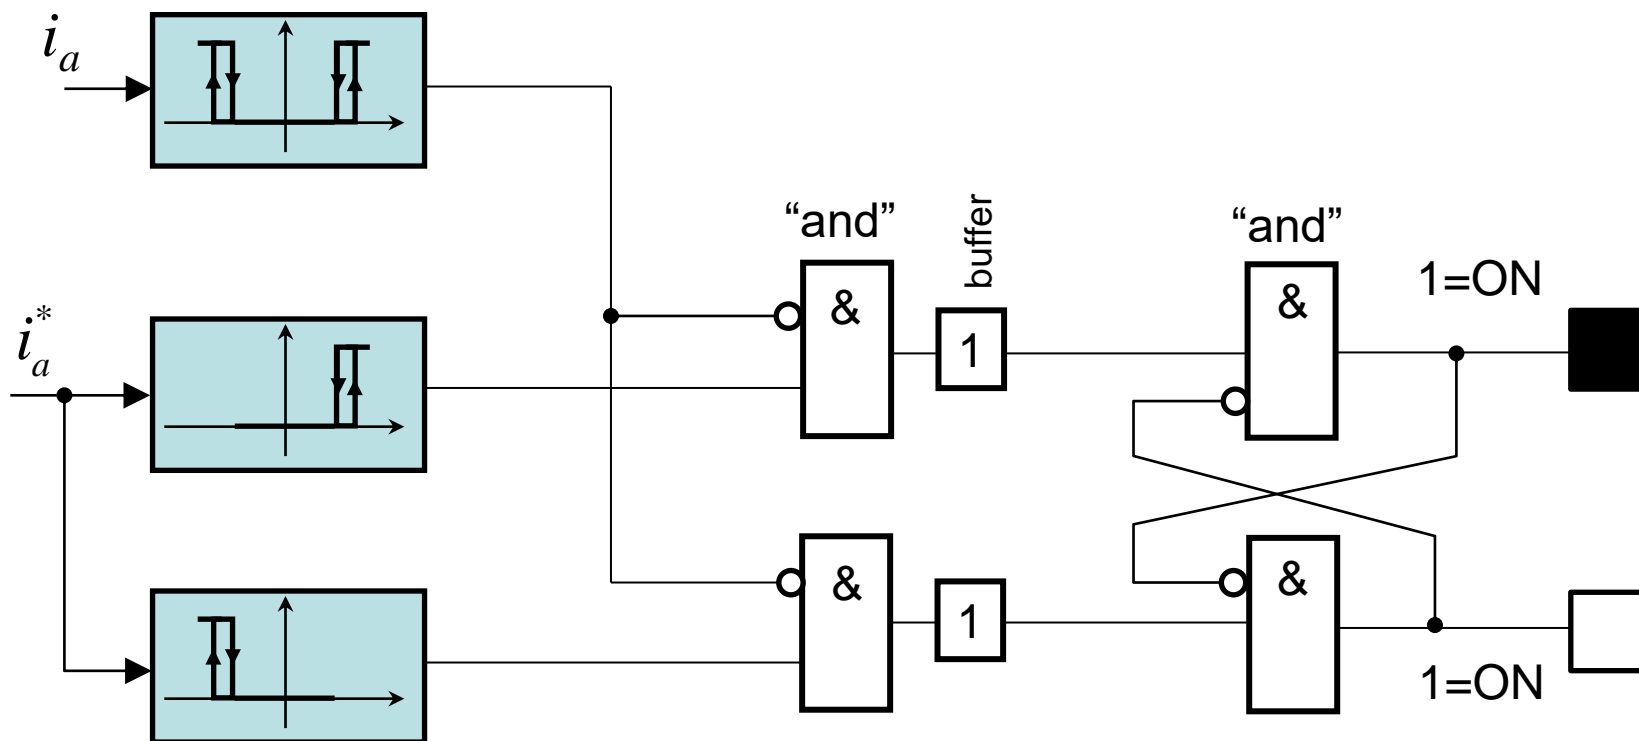 i_a
i_a^*
“and”
buffer
“and”
1=ON
&
1
&
&
1
&
1=ON